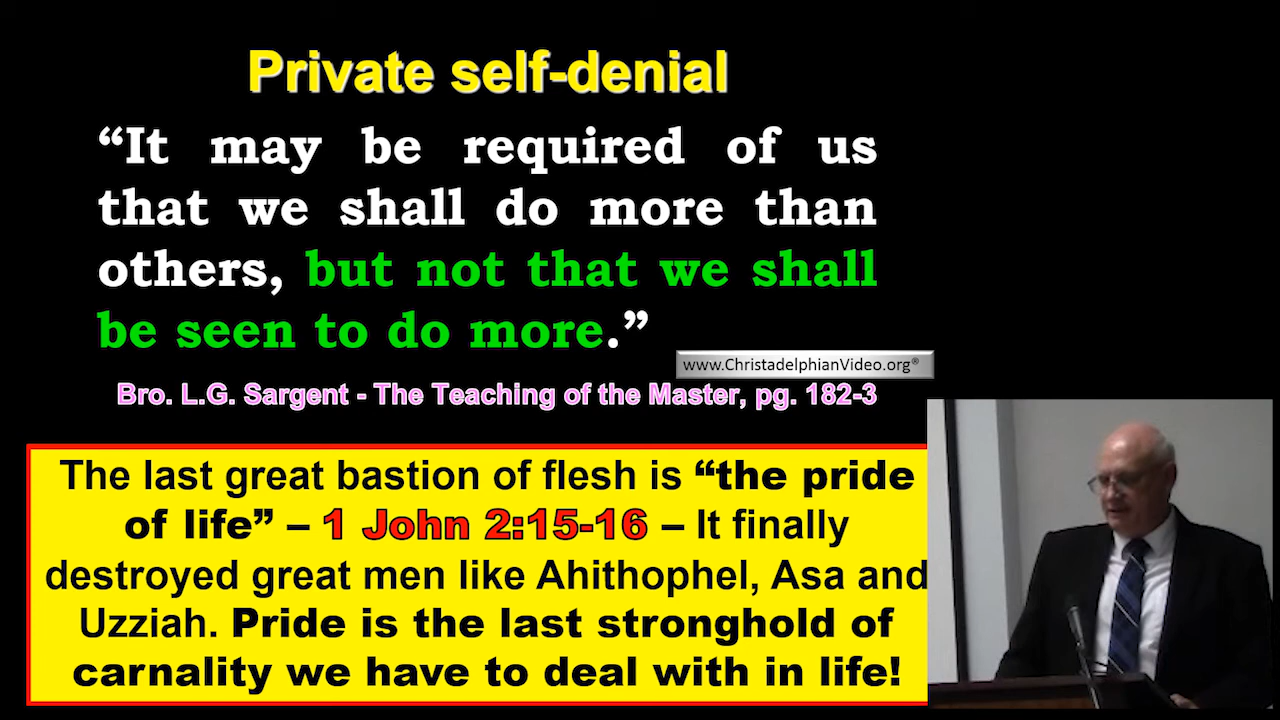 Private self-denial
“It may be required of us
that we shall do more than
others, but not that we shall
be seen to do more.”
www.ChristadelphianVideo.org®
Bro. L.G. Sargent - The Teaching of the Master, pg. 182-3
The last great bastion of flesh is “the pride
of life” – 1 John 2:15-16 – It finally
destroyed great men like Ahithophel, Asa and
Uzziah. Pride is the last stronghold of
carnality we have to deal with in life!